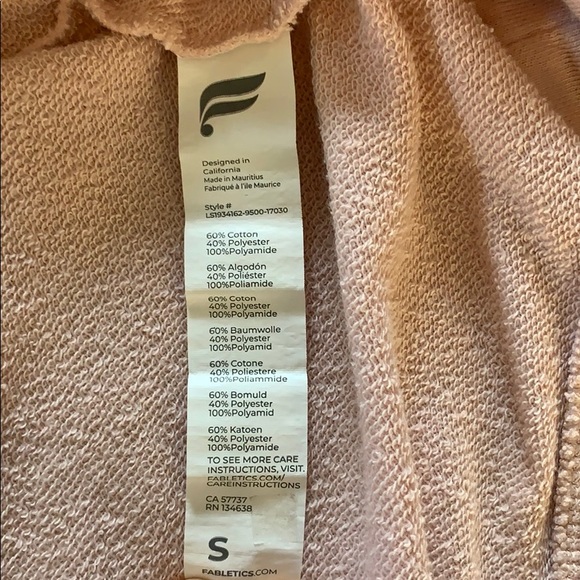 Designed in
California
Made in Mauritius
Fabriqué à l'ile Maurice
Style #
LS1934162-9500-17030
60% Cotton
40% Polyester
100%Polyamide
60% Algodón
40% Poliéster
100%Poliamide
60% Coton
40% Polyester
100%Polyamide
60% Baumwolle
40% Polyester
100%Polyamid
60% Cotone
40% Poliestere
100%Poliammide
60% Bomuld
40% Polyester
100%Polyamid
60% Katoen
40% Polyester
100%Polyamide
TO SEE MORE CARE
INSTRUCTIONS, VISIT.
FABLETICS.COM/
CAREINSTRUCTIONS
CA 57737
RN 134638
S
FABLETICS.COM